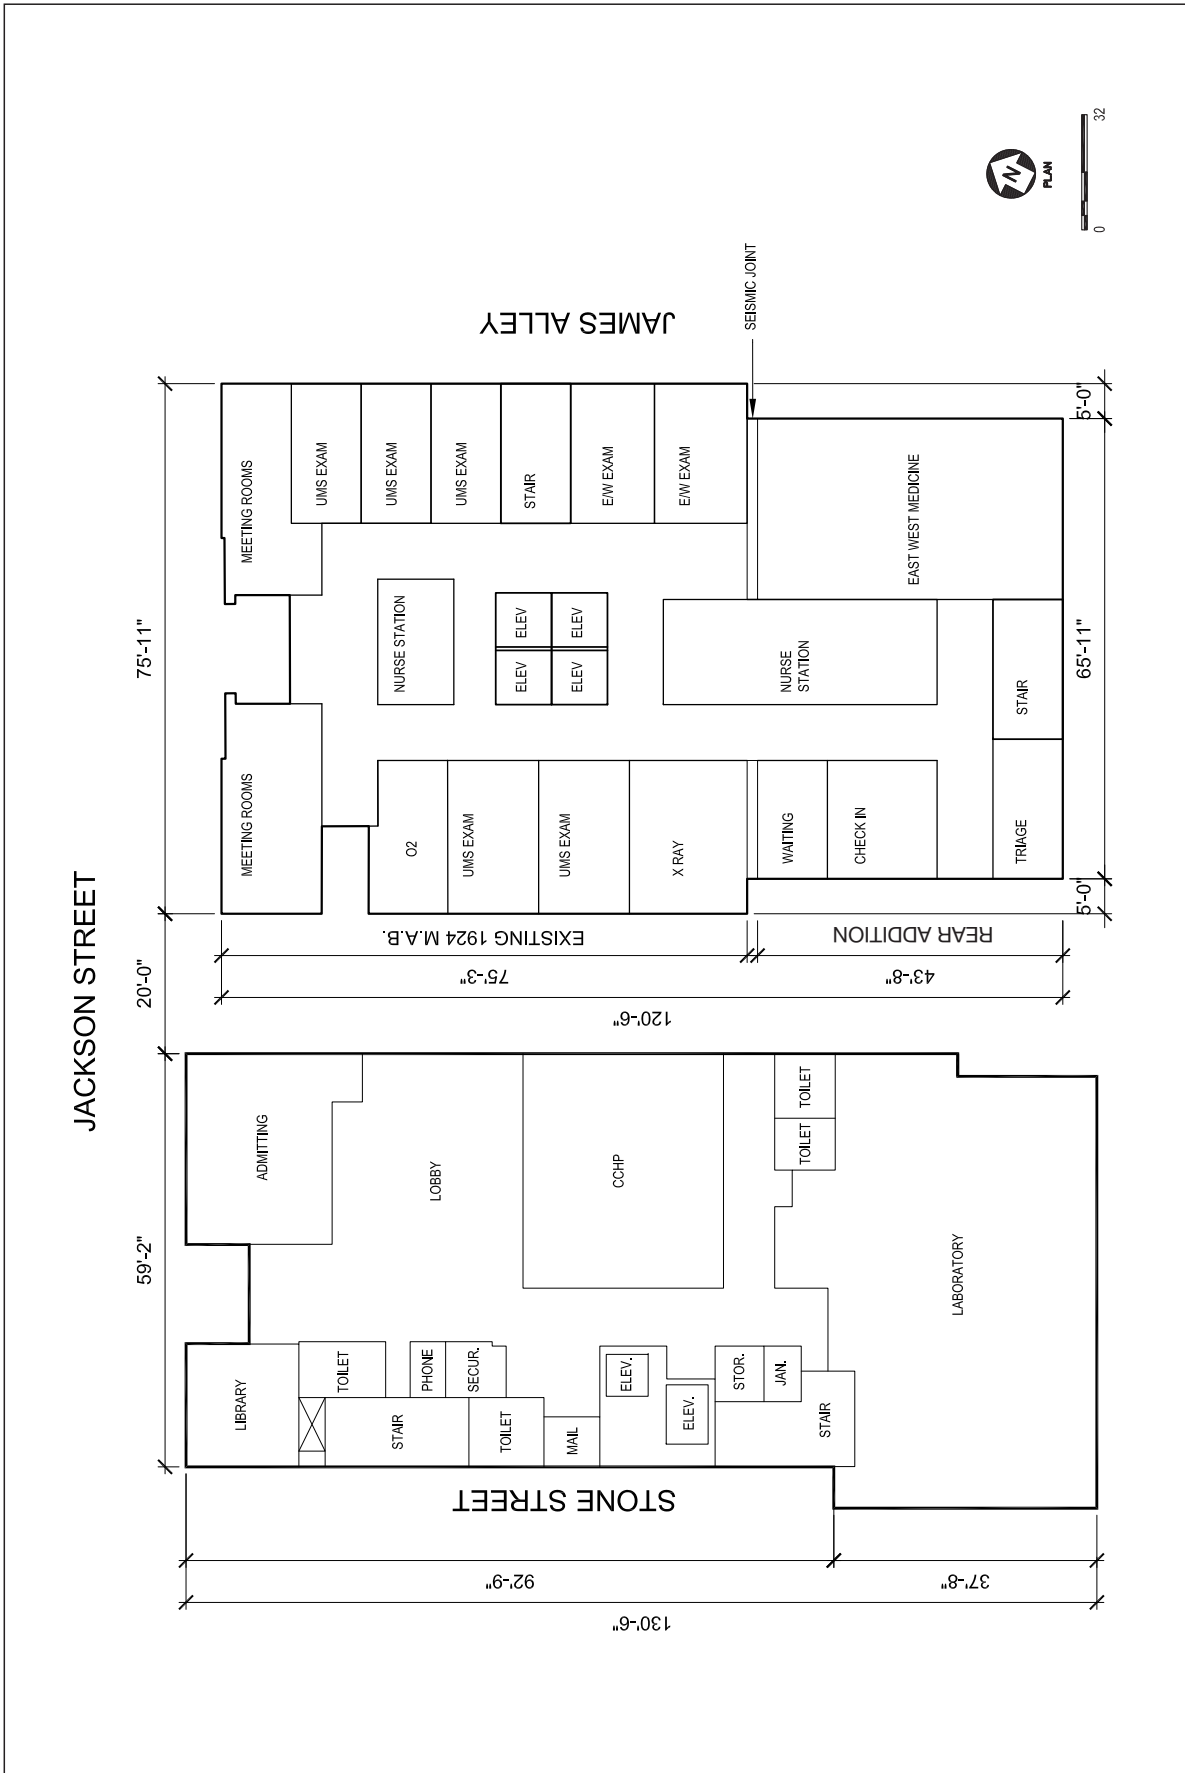 JACKSON STREET
59'-2"
20'-0"
75'-11"
LIBRARY
ADMITTING
TOILET
PHONE
SECUR.
STAIR
TOILET
MAIL
LOBBY
CCHP
ELEV.
ELEV.
STOR.
JAN.
STAIR
TOILET
TOILET
LABORATORY
STONE STREET
92'-9"
37'-8"
130'-6"
MEETING ROOMS
MEETING ROOMS
O2
UMS EXAM
UMS EXAM
X RAY
NURSE STATION
ELEV
ELEV
ELEV
ELEV
UMS EXAM
UMS EXAM
UMS EXAM
STAIR
E/W EXAM
E/W EXAM
WAITING
CHECK IN
TRIAGE
NURSE
STATION
STAIR
EAST WEST MEDICINE
EXISTING 1924 M.A.B.
REAR ADDITION
75'-3"
43'-8"
120'-6"
5'-0"
65'-11"
5'-0"
JAMES ALLEY
SEISMIC JOINT
N
PLAN
0
32